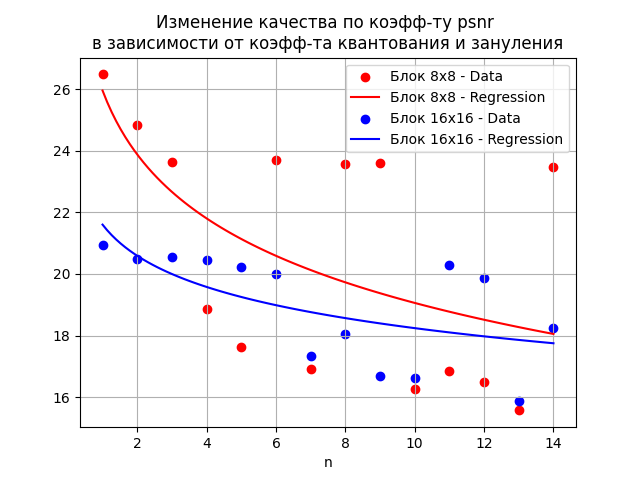 Изменение качества по коэфф-ту psnr
в зависимости от коэфф-та квантования и зануления
Блок 8x8 - Data
Блок 8x8 - Regression
Блок 16x16 - Data
Блок 16x16 - Regression
26
24
22
20
18
16
2 4 6 8 10 12 14
n